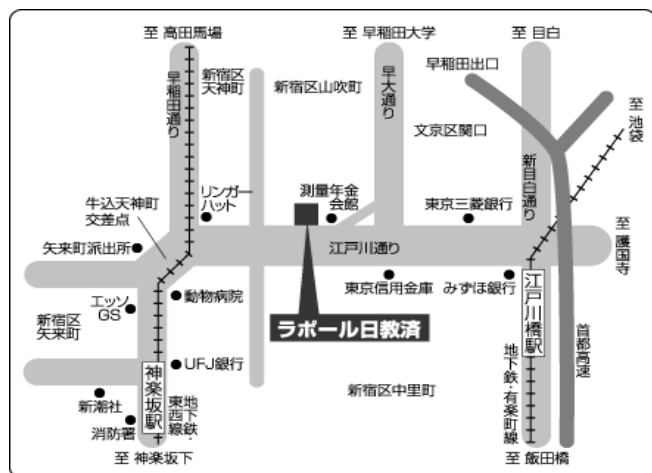 至 高田馬場
至 早稲田大学
至 目白
早稲田通り
新宿区
天神町
新宿区山吹町
早大通り
早稲田出口
文京区関口
新目白通り
至 池袋
牛込天神町
交差点
リンガー
ハット
測量年金
会館
東京三菱銀行
矢来町派出所
江戸川通り
至 護国寺
エッソ
GS
動物病院
東京信用金庫
みずほ銀行
江戸川橋駅
新宿区
矢来町
ラポール日教済
首都高速
神楽坂駅
UFJ銀行
地下鉄・有楽町線
新潮社
地下鉄・
東西線
新宿区中里町
消防署
至 神楽坂下
至 飯田橋